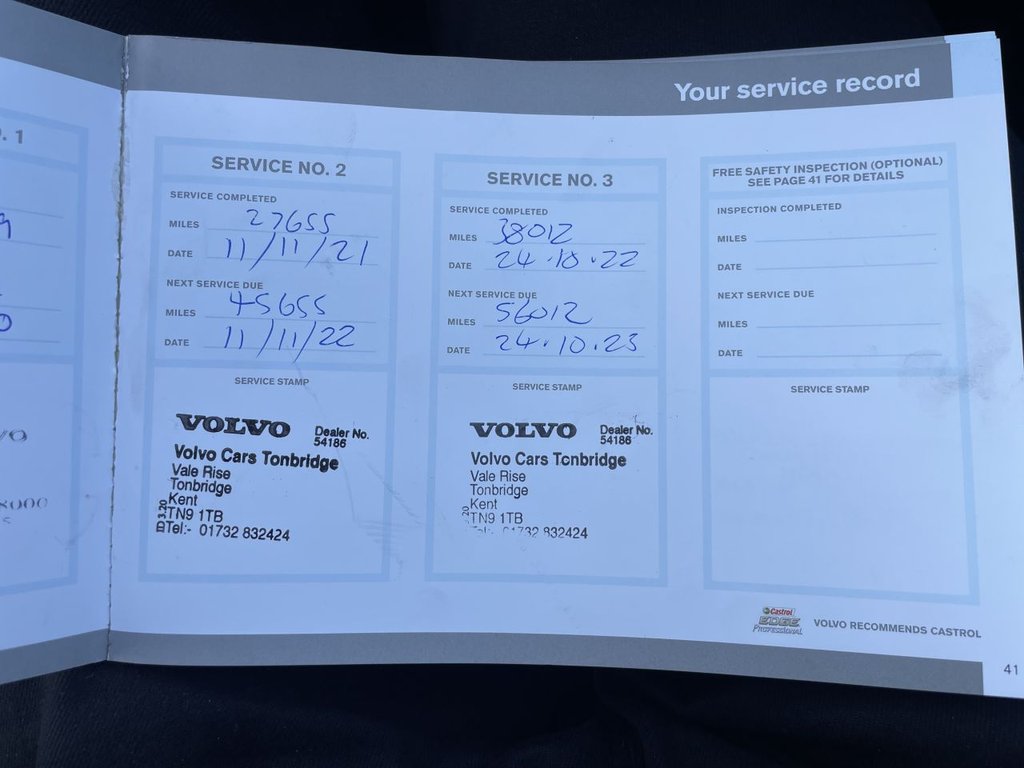 . 1
Your service record
SERVICE NO. 2
SERVICE COMPLETED
MILES 27655
DATE 11/11/21
NEXT SERVICE DUE
MILES 45655
DATE 11/11/22
SERVICE STAMP
VOLVO Dealer No.
54186
Volvo Cars Tonbridge
Vale Rise
Tonbridge
Kent
TN9 1TB
Tel:- 01732 832424
SERVICE NO. 3
SERVICE COMPLETED
MILES 38012
DATE 24.10.22
NEXT SERVICE DUE
MILES 56012
DATE 24.10.23
SERVICE STAMP
VOLVO Dealer No.
54186
Volvo Cars Tonbridge
Vale Rise
Tonbridge
Kent
TN9 1TB
Tel:- 01732 832424
FREE SAFETY INSPECTION (OPTIONAL)
SEE PAGE 41 FOR DETAILS
INSPECTION COMPLETED
MILES
DATE
NEXT SERVICE DUE
MILES
DATE
SERVICE STAMP
Castrol
EDGE
Professional
VOLVO RECOMMENDS CASTROL
41